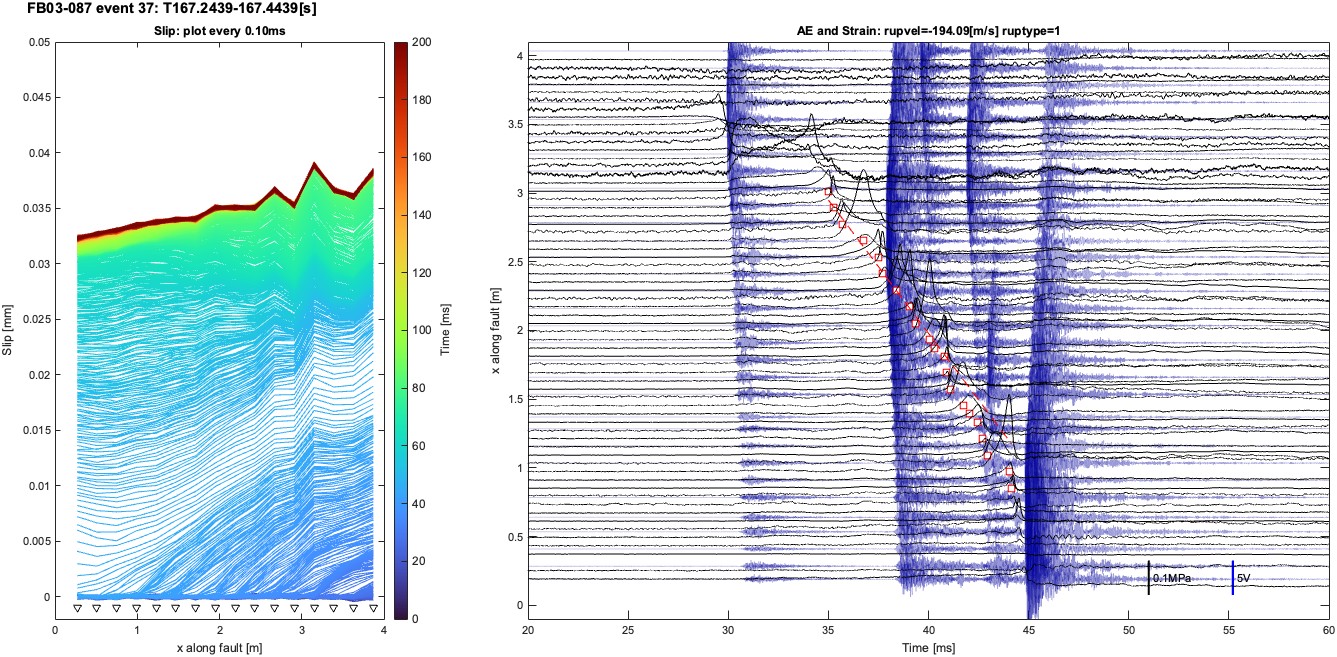 FB03-087 event 37: T167.2439-167.4439[s]
Slip: plot every 0.10ms
0.05
0.045
0.04
0.035
0.03
0.025
0.02
0.015
0.01
0.005
0
Slip [mm]
0 1 2 3 4
x along fault [m]
200
180
160
140
120
100
80
60
40
20
0
Time [ms]
AE and Strain: rupvel=-194.09[m/s] ruptype=1
4
3.5
3
2.5
2
1.5
1
0.5
0
x along fault [m]
0.1MPa
5V
20 25 30 35 40 45 50 55 60
Time [ms]